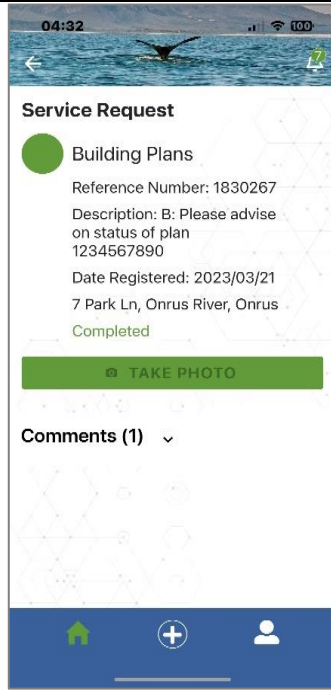 04:32
100
7
Service Request
Building Plans
Reference Number: 1830267
Description: B: Please advise
on status of plan
1234567890
Date Registered: 2023/03/21
7 Park Ln, Onrus River, Onrus
Completed
TAKE PHOTO
Comments (1)